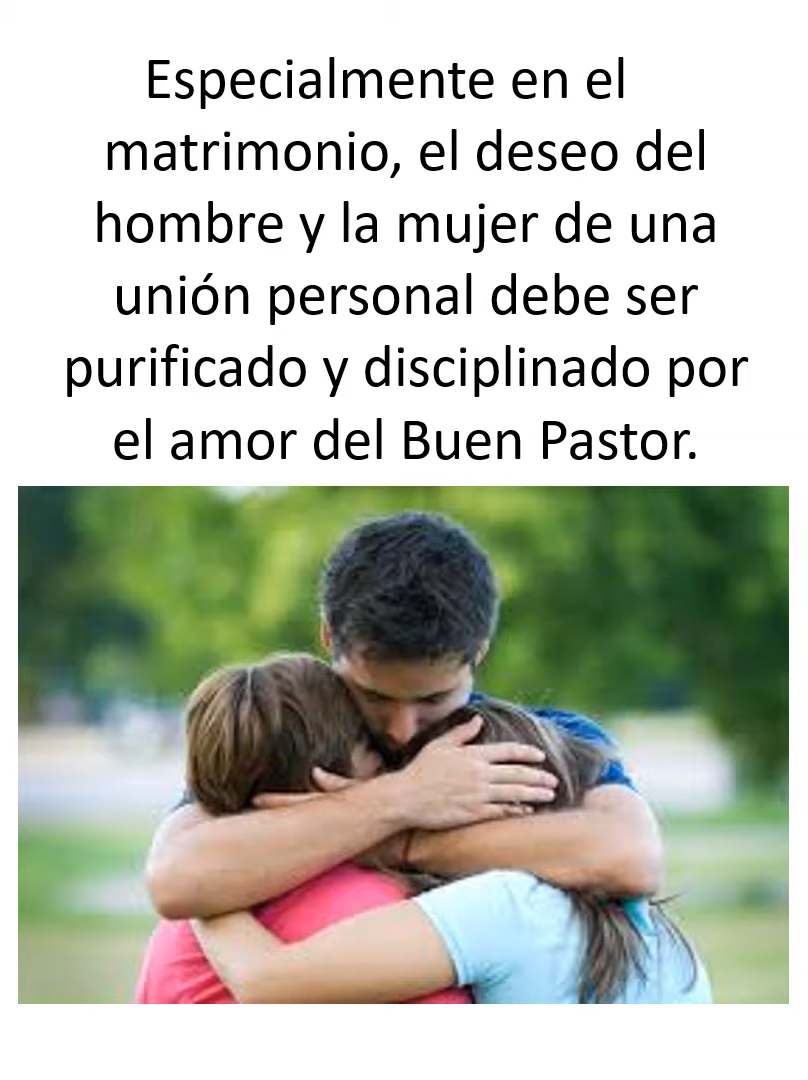 Especialmente en el
matrimonio, el deseo del
hombre y la mujer de una
unión personal debe ser
purificado y disciplinado por
el amor del Buen Pastor.